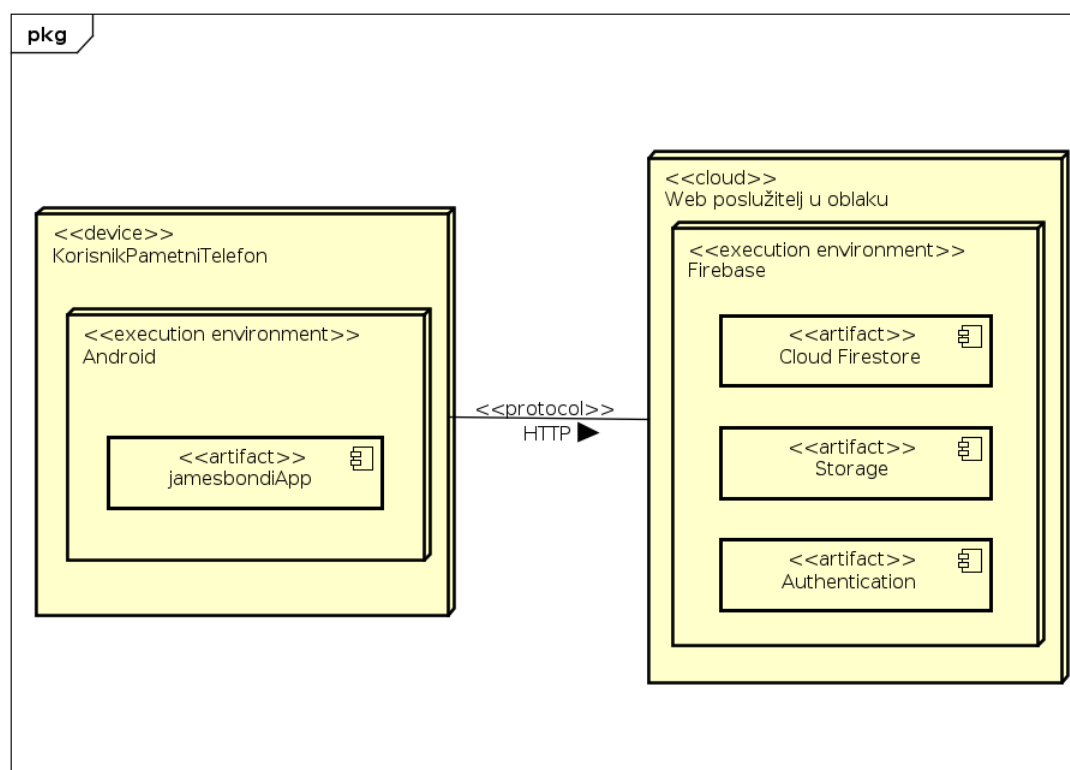 pkg
<<device>>
KorisnikPametniTelefon
<<execution environment>>
Android
<<artifact>>
jamesbondiApp
<<protocol>>
HTTP
<<cloud>>
Web poslužitelj u oblaku
<<execution environment>>
Firebase
<<artifact>>
Cloud Firestore
<<artifact>>
Storage
<<artifact>>
Authentication